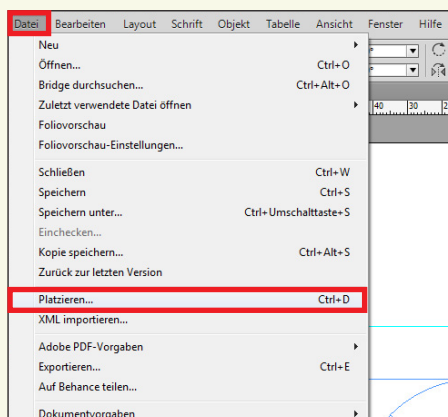 Datei Bearbeiten Layout Schrift Objekt Tabelle Ansicht Fenster Hilfe
Neu
Öffnen... Ctrl+O
Bridge durchsuchen... Ctrl+Alt+O
Zuletzt verwendete Datei öffnen
Foliovorschau
Foliovorschau-Einstellungen...
Schließen Ctrl+W
Speichern Ctrl+S
Speichern unter... Ctrl+Umschalttaste+S
Einchecken...
Kopie speichern... Ctrl+Alt+S
Zurück zur letzten Version
Platzieren... Ctrl+D
XML importieren...
Adobe PDF-Vorgaben
Exportieren... Ctrl+E
Auf Behance teilen...
Dokumentvorgaben
40 30